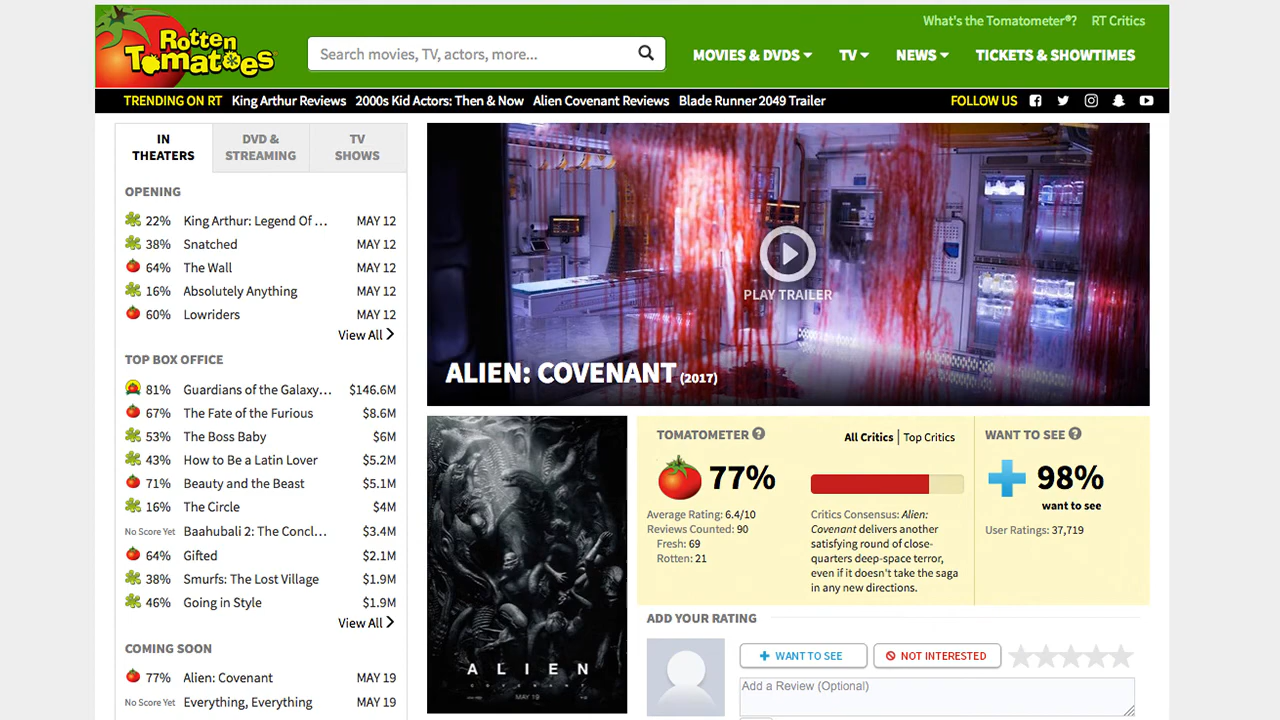 What's the Tomatometer®? RT Critics
Rotten Tomatoes
Search movies, TV, actors, more...
MOVIES & DVDS TV NEWS TICKETS & SHOWTIMES
TRENDING ON RT King Arthur Reviews 2000s Kid Actors: Then & Now Alien Covenant Reviews Blade Runner 2049 Trailer FOLLOW US
IN THEATERS
DVD & STREAMING
TV SHOWS
OPENING
22% King Arthur: Legend Of ... MAY 12
38% Snatched MAY 12
64% The Wall MAY 12
16% Absolutely Anything MAY 12
60% Lowriders MAY 12
View All
TOP BOX OFFICE
81% Guardians of the Galaxy... $146.6M
67% The Fate of the Furious $8.6M
53% The Boss Baby $6M
43% How to Be a Latin Lover $5.2M
71% Beauty and the Beast $5.1M
16% The Circle $4M
No Score Yet Baahubali 2: The Concl... $3.4M
64% Gifted $2.1M
38% Smurfs: The Lost Village $1.9M
46% Going in Style $1.9M
View All
COMING SOON
77% Alien: Covenant MAY 19
No Score Yet Everything, Everything MAY 19
PLAY TRAILER
ALIEN: COVENANT (2017)
ALIEN
COVENANT
MAY 19
TOMATOMETER
All Critics | Top Critics
77%
Average Rating: 6.4/10
Reviews Counted: 90
Fresh: 69
Rotten: 21
Critics Consensus: Alien:
Covenant delivers another
satisfying round of close-
quarters deep-space terror,
even if it doesn't take the saga
in any new directions.
WANT TO SEE
98%
want to see
User Ratings: 37,719
ADD YOUR RATING
WANT TO SEE NOT INTERESTED
Add a Review (Optional)